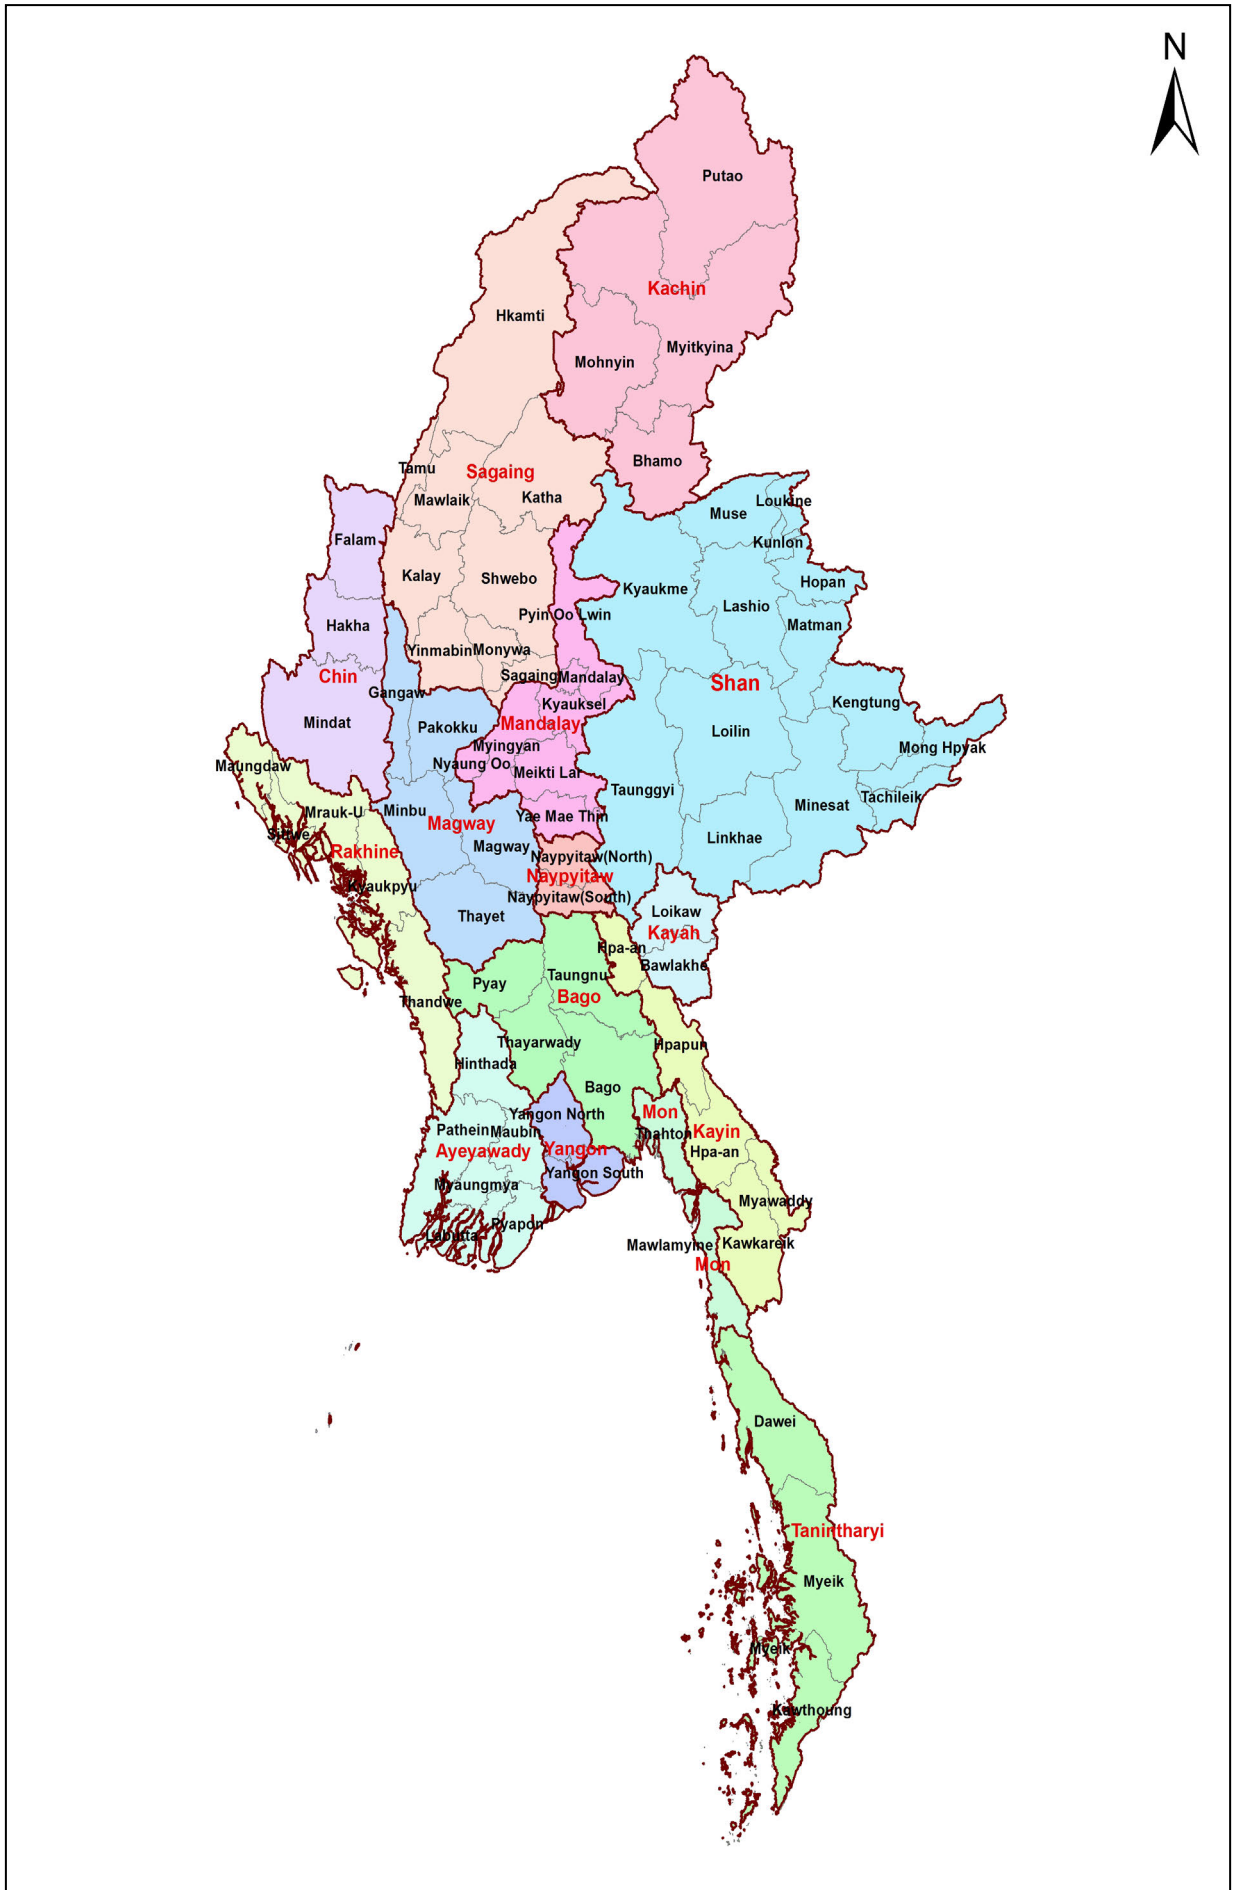 N
Putao
Kachin
Hkamti
Myitkyina
Mohnyin
Bhamo
Tamu
Sagaing
Mawlaik
Katha
Loukine
Muse
Falam
Kunlon
Kalay
Shwebo
Kyaukme
Hopan
Lashio
Pyin Oo Lwin
Hakha
Matman
Yinmabin
Monywa
Chin
Sagaing
Mandalay
Shan
Gangaw
Kyauksel
Kengtung
Mindat
Mandalay
Pakokku
Loilin
Myingyan
Mong Hpyak
Maungdaw
Nyaung Oo
Meikti Lar
Taunggyi
Tachileik
Minesat
Mrauk-U
Minbu
Yae Mae Thin
Magway
Sittwe
Linkhae
Rakhine
Magway
Naypyitaw(North)
Naypyitaw
Kyaukpyu
Naypyitaw(South)
Thayet
Loikaw
Kayah
Hpa-an
Bawlakhe
Taungnu
Pyay
Bago
Thandwe
Thayarwady
Hpapun
Hinthada
Bago
Yangon North
Mon
Pathein
Maubin
Thahton
Kayin
Ayeyawady
Yangon
Hpa-an
Yangon South
Myaungmya
Myawaddy
Pyapon
Labutta
Mawlamyine
Kawkareik
Mon
Dawei
Tanintharyi
Myeik
Myeik
Kawthoung